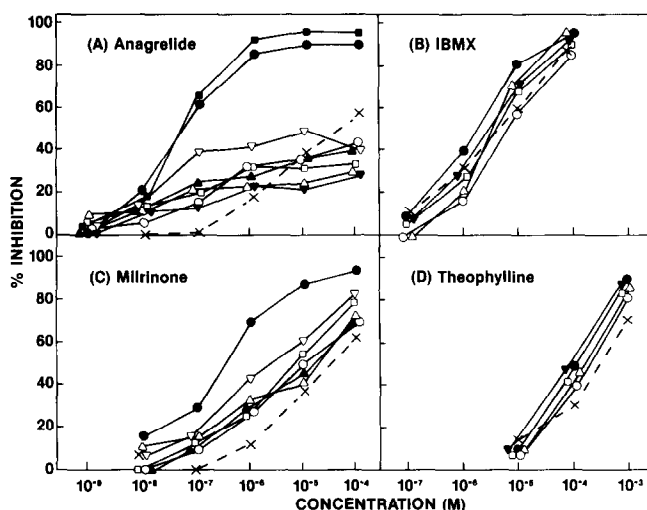 (A) Anagrelide
(B) IBMX
100
80
60
40
20
0
% INHIBITION
(C) Milrinone
(D) Theophylline
80
60
40
20
0
10⁻⁹ 10⁻⁸ 10⁻⁷ 10⁻⁶ 10⁻⁵ 10⁻⁴
10⁻⁷ 10⁻⁶ 10⁻⁵ 10⁻⁴ 10⁻³
CONCENTRATION (M)